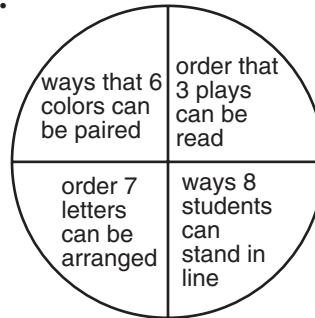 ways that 6
colors can
be paired
order that
3 plays
can be
read
order 7
letters
can be
arranged
ways 8
students
can
stand in
line